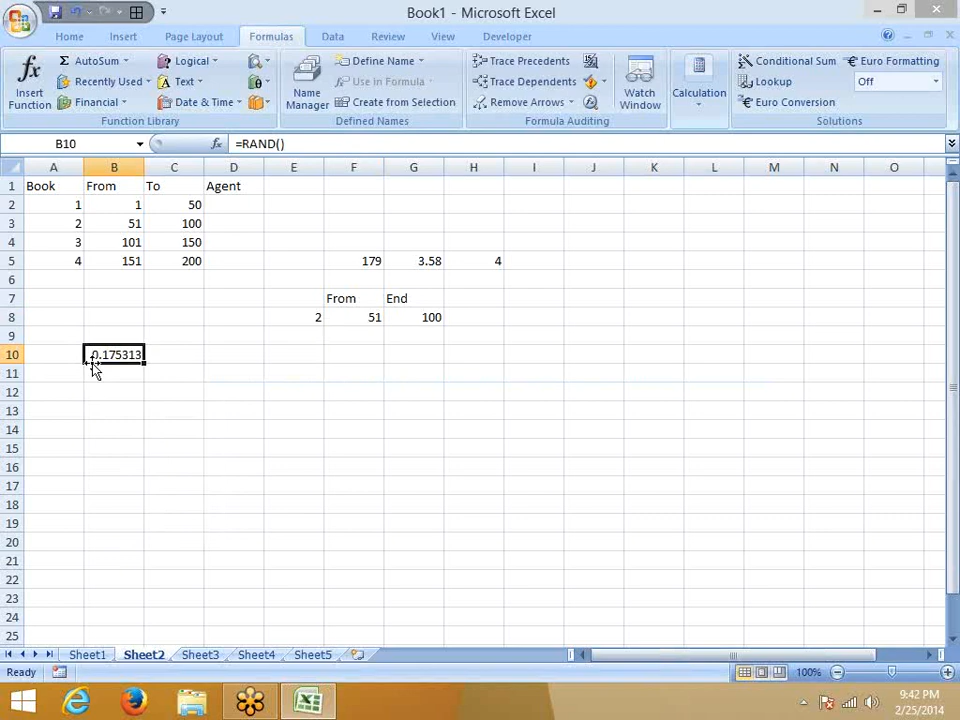 Book1 - Microsoft Excel
Home Insert Page Layout Formulas Data Review View Developer
fx Insert Function
Σ AutoSum
Recently Used
Financial
Logical
Text
Date & Time
Function Library
Name Manager
Define Name
Use in Formula
Create from Selection
Defined Names
Trace Precedents
Trace Dependents
Remove Arrows
Formula Auditing
Watch Window
Calculation
Conditional Sum
Lookup
Euro Conversion
Euro Formatting
Off
Solutions
B10 fx =RAND()
A B C D E F G H I J K L M N O
1 Book From To Agent
2 1 1 50
3 2 51 100
4 3 101 150
5 4 151 200 179 3.58 4
6
7 From End
8 2 51 100
9
10 0.175313
11
12
13
14
15
16
17
18
19
20
21
22
23
24
25
Sheet1 Sheet2 Sheet3 Sheet4 Sheet5
Ready 100%
9:42 PM
2/25/2014